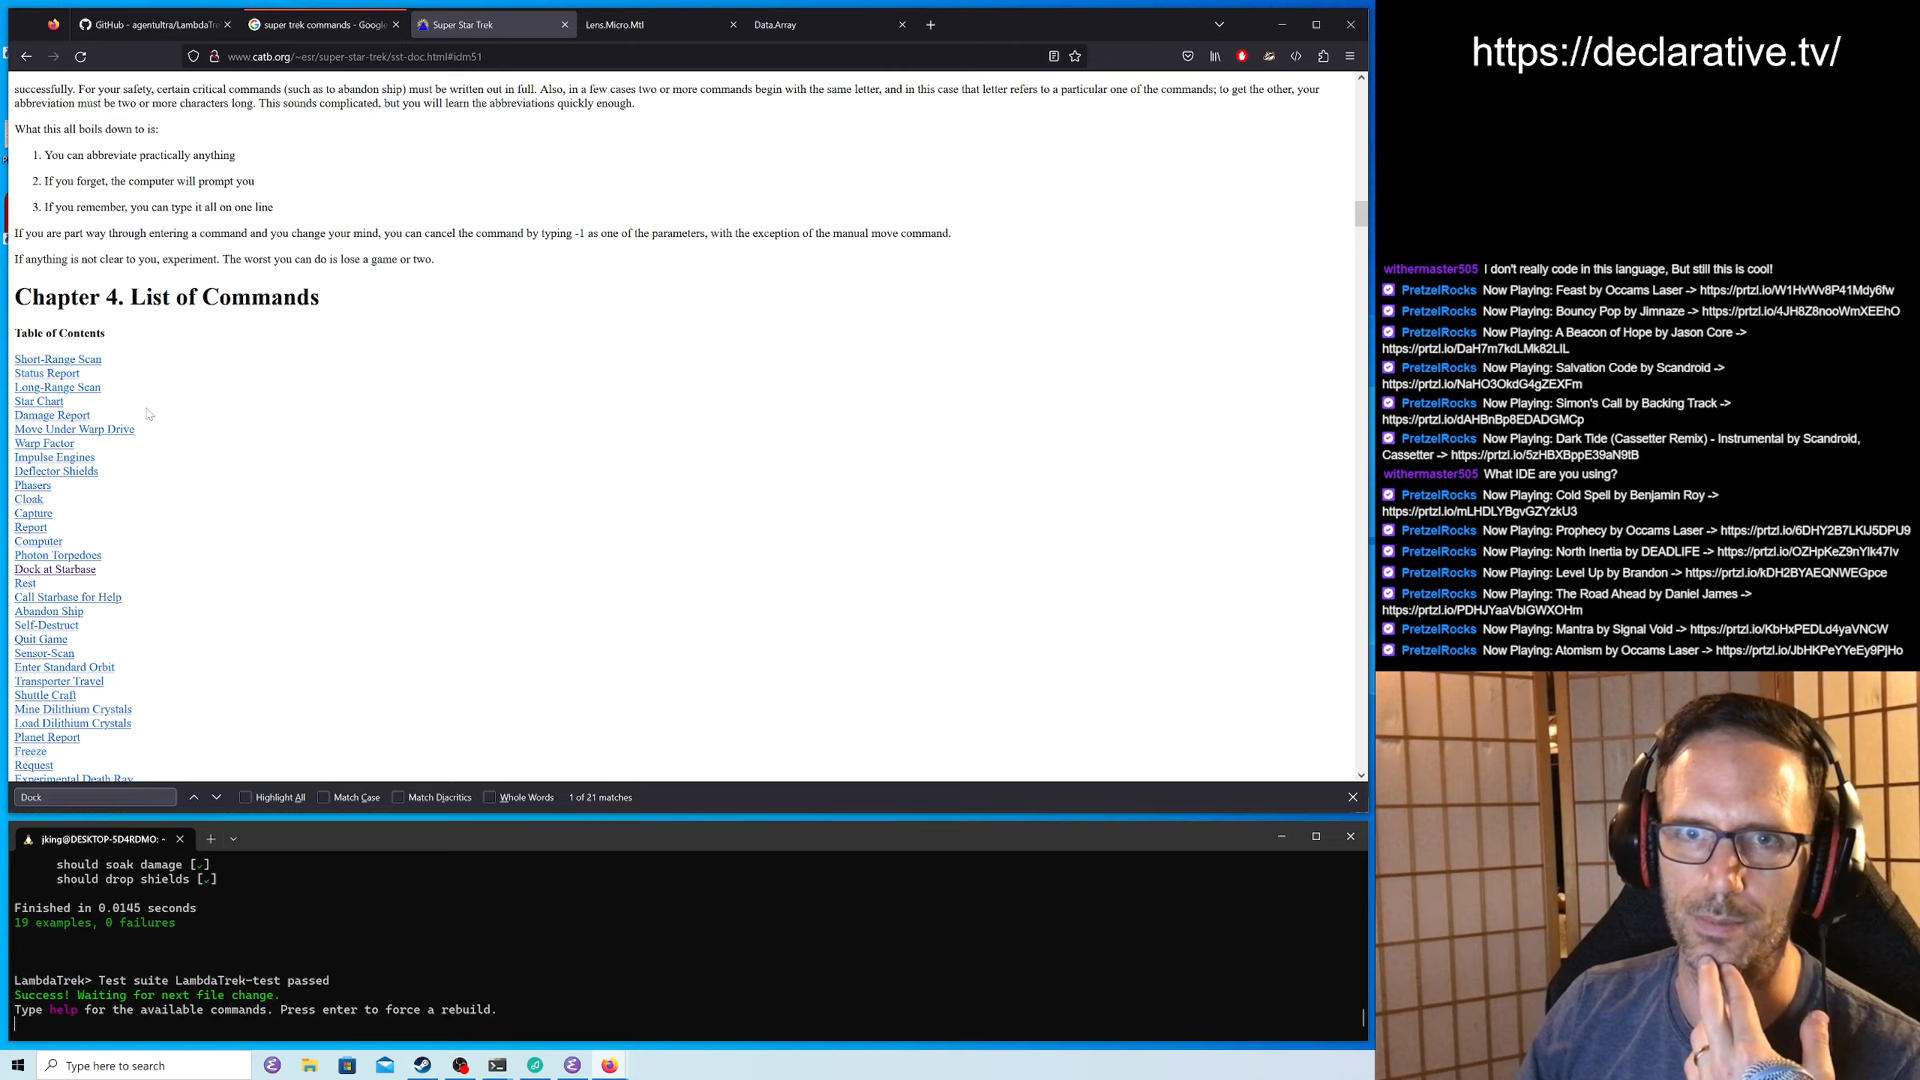 GitHub - agentultra/LambdaTre
super trek commands - Google
Super Star Trek
Lens.Micro.Mtl
Data.Array
www.catb.org/~esr/super-star-trek/sst-doc.html#idm51
successfully. For your safety, certain critical commands (such as to abandon ship) must be written out in full. Also, in a few cases two or more commands begin with the same letter, and in this case that letter refers to a particular one of the commands; to get the other, your
abbreviation must be two or more characters long. This sounds complicated, but you will learn the abbreviations quickly enough.
What this all boils down to is:
1. You can abbreviate practically anything
2. If you forget, the computer will prompt you
3. If you remember, you can type it all on one line
If you are part way through entering a command and you change your mind, you can cancel the command by typing -1 as one of the parameters, with the exception of the manual move command.
If anything is not clear to you, experiment. The worst you can do is lose a game or two.
Chapter 4. List of Commands
Table of Contents
Short-Range Scan
Status Report
Long-Range Scan
Star Chart
Damage Report
Move Under Warp Drive
Warp Factor
Impulse Engines
Deflector Shields
Phasers
Cloak
Capture
Report
Computer
Photon Torpedoes
Dock at Starbase
Rest
Call Starbase for Help
Abandon Ship
Self-Destruct
Quit Game
Sensor-Scan
Enter Standard Orbit
Transporter Travel
Shuttle Craft
Mine Dilithium Crystals
Load Dilithium Crystals
Planet Report
Freeze
Request
Experimental Death Ray
Dock
Highlight All
Match Case
Match Diacritics
Whole Words
1 of 21 matches
jking@DESKTOP-5D4RDMO: ~
should soak damage [✓]
should drop shields [✓]
Finished in 0.0145 seconds
19 examples, 0 failures
LambdaTrek> Test suite LambdaTrek-test passed
Success! Waiting for next file change.
Type help for the available commands. Press enter to force a rebuild.
Type here to search
https://declarative.tv/
withermaster505 I don't really code in this language, But still this is cool!
PretzelRocks Now Playing: Feast by Occams Laser -> https://prtzl.io/W1HvWv8P41Mdy6fw
PretzelRocks Now Playing: Bouncy Pop by Jimnaze -> https://prtzl.io/4JH8Z8nooWmXEEhO
PretzelRocks Now Playing: A Beacon of Hope by Jason Core ->
https://prtzl.io/DaH7m7kdLMk82LIL
PretzelRocks Now Playing: Salvation Code by Scandroid ->
https://prtzl.io/NaHO3OkdG4gZEXFm
PretzelRocks Now Playing: Simon's Call by Backing Track ->
https://prtzl.io/dAHBnBp8EDADGMCp
PretzelRocks Now Playing: Dark Tide (Cassetter Remix) - Instrumental by Scandroid,
Cassetter -> https://prtzl.io/5zHBXBppE39aN9tB
withermaster505 What IDE are you using?
PretzelRocks Now Playing: Cold Spell by Benjamin Roy ->
https://prtzl.io/mLHDLYBgvGZYzkU3
PretzelRocks Now Playing: Prophecy by Occams Laser -> https://prtzl.io/6DHY2B7LKlJ5DPU9
PretzelRocks Now Playing: North Inertia by DEADLIFE -> https://prtzl.io/OZHpKeZ9nYlk47Iv
PretzelRocks Now Playing: Level Up by Brandon -> https://prtzl.io/kDH2BYAEQNWEGpce
PretzelRocks Now Playing: The Road Ahead by Daniel James ->
https://prtzl.io/PDHJYaaVblGWXOHm
PretzelRocks Now Playing: Mantra by Signal Void -> https://prtzl.io/KbHxPEDLd4yaVNCW
PretzelRocks Now Playing: Atomism by Occams Laser -> https://prtzl.io/JbHKPeYYeEy9PjHo